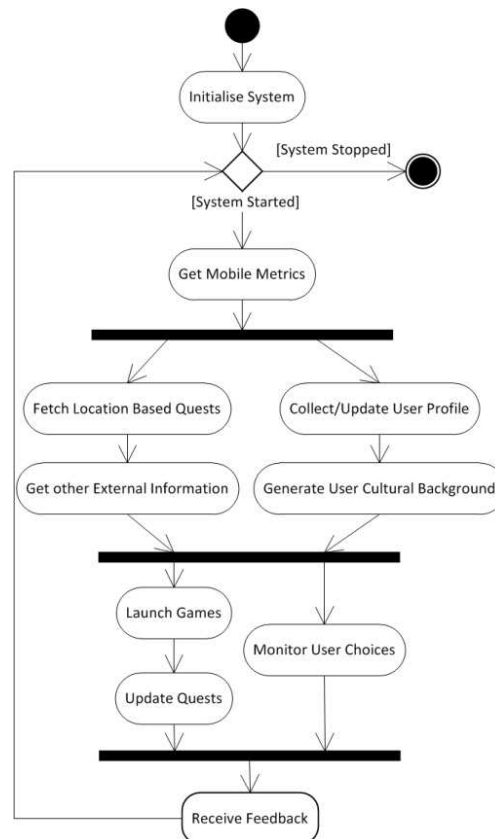 Initialise System
[System Stopped]
[System Started]
Get Mobile Metrics
Fetch Location Based Quests
Collect/Update User Profile
Get other External Information
Generate User Cultural Background
Launch Games
Monitor User Choices
Update Quests
Receive Feedback